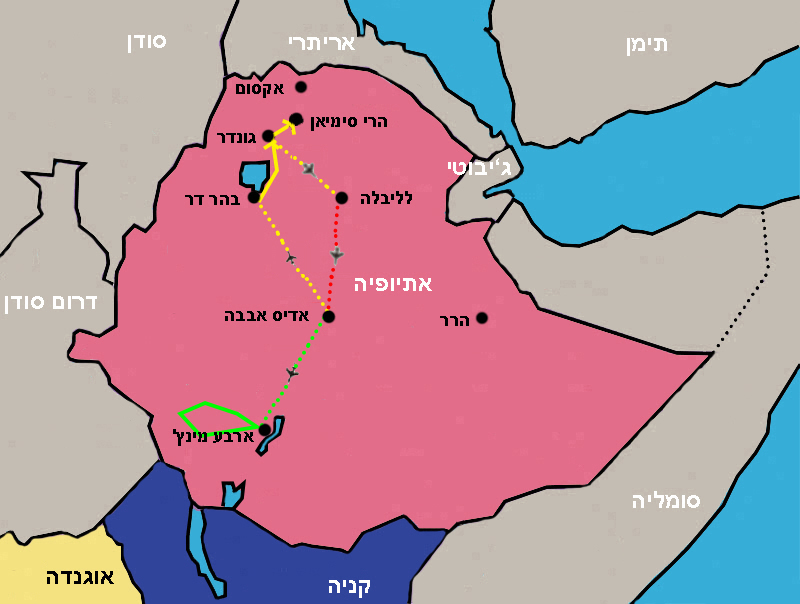 סודן
אריתרי
תימן
אקסום
הרי סימיאן
גונדר
ג'יבוטי
בהר דר
לליבלה
אתיופיה
דרום סודן
אדיס אבבה
הרר
ארבע מינץ'
סומליה
אוגנדה
קניה